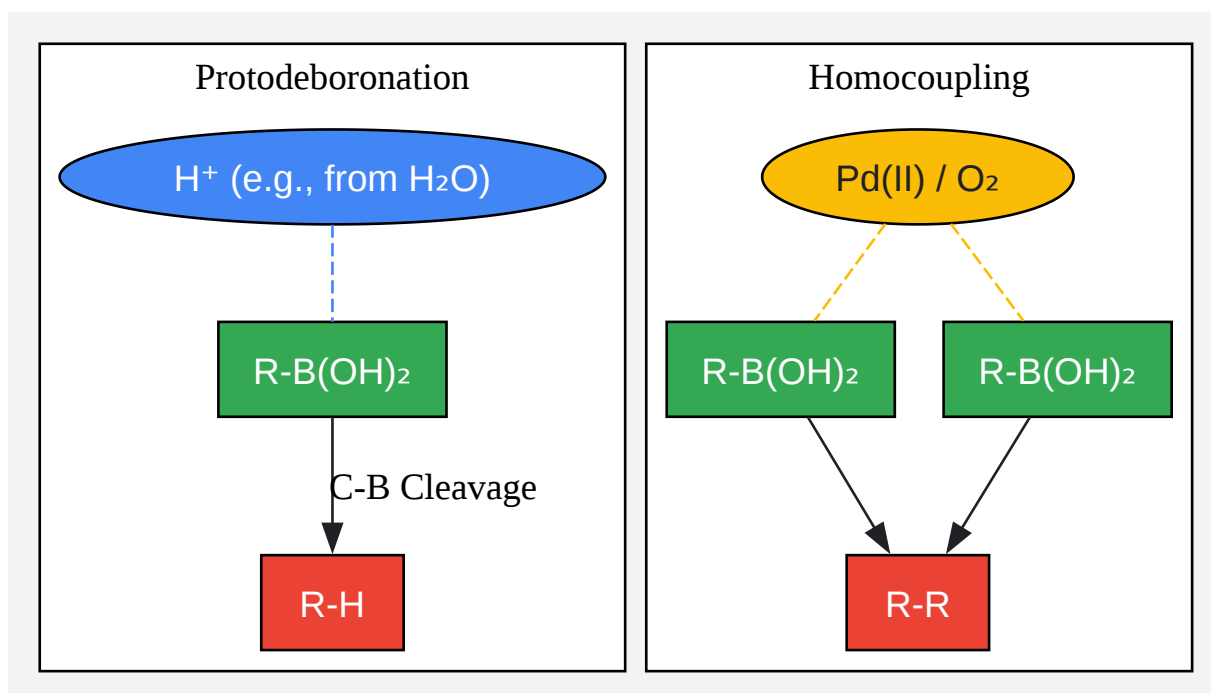 Protodeboronation
H⁺ (e.g., from H₂O)
R-B(OH)₂
C-B Cleavage
R-H
Homocoupling
Pd(II) / O₂
R-B(OH)₂
R-B(OH)₂
R-R